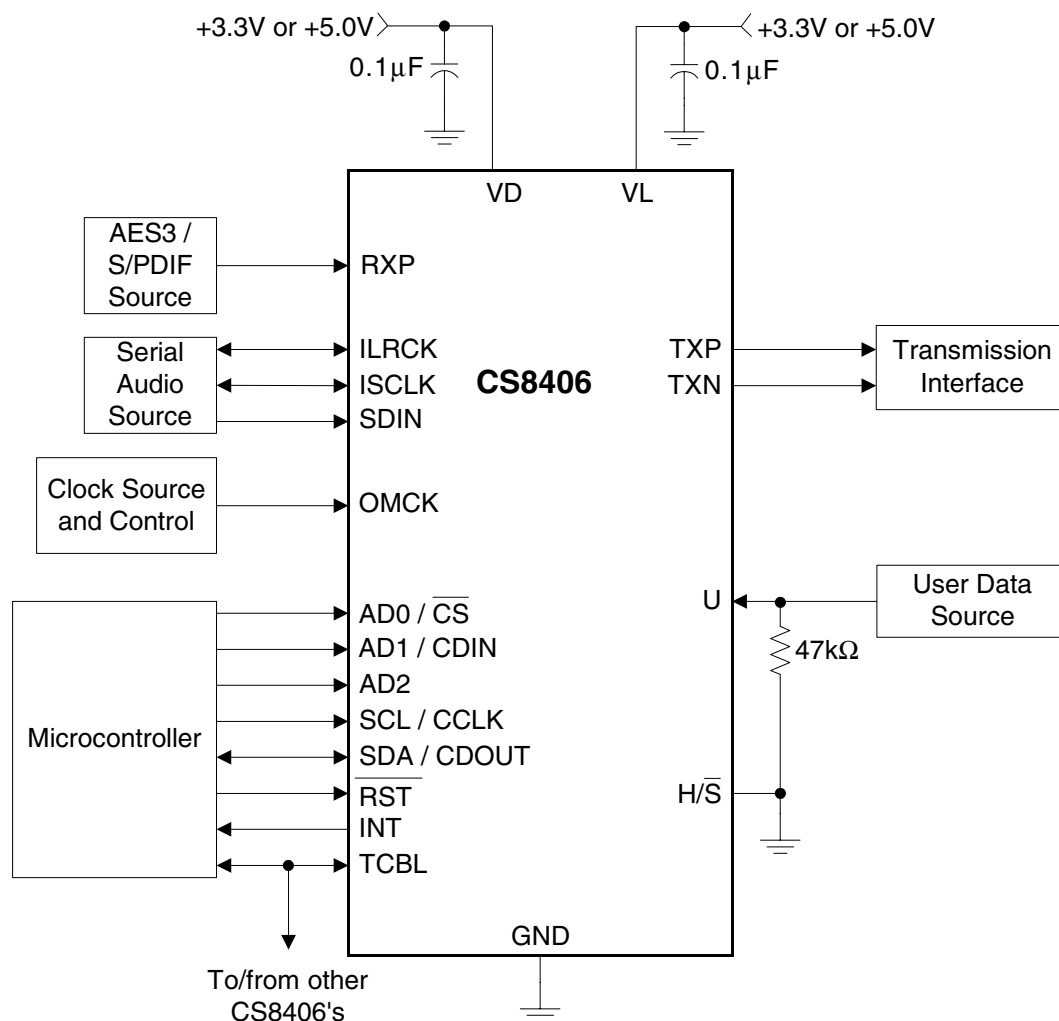 +3.3V or +5.0V
+3.3V or +5.0V
0.1µF
0.1µF
VD
VL
AES3 /
S/PDIF
Source
RXP
Serial
Audio
Source
ILRCK
ISCLK
SDIN
CS8406
TXP
TXN
Transmission
Interface
Clock Source
and Control
OMCK
Microcontroller
AD0 / C̅S̅
AD1 / CDIN
AD2
SCL / CCLK
SDA / CDOUT
R̅S̅T̅
INT
TCBL
U
User Data
Source
47kΩ
H/S̅
GND
To/from other
CS8406's